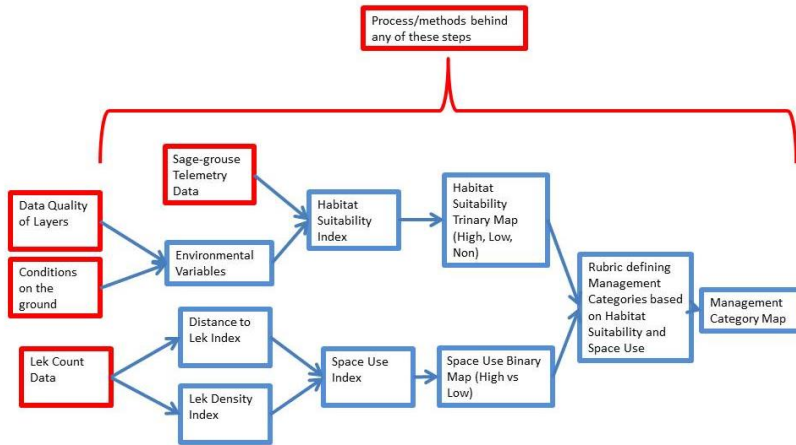 Process/methods behind
any of these steps
Sage-grouse
Telemetry
Data
Data Quality
of Layers
Conditions
on the
ground
Environmental
Variables
Habitat
Suitability
Index
Habitat
Suitability
Trinary Map
(High, Low,
Non)
Rubric defining
Management
Categories based
on Habitat
Suitability and
Space Use
Management
Category Map
Lek Count
Data
Distance to
Lek Index
Lek Density
Index
Space Use
Index
Space Use Binary
Map (High vs
Low)